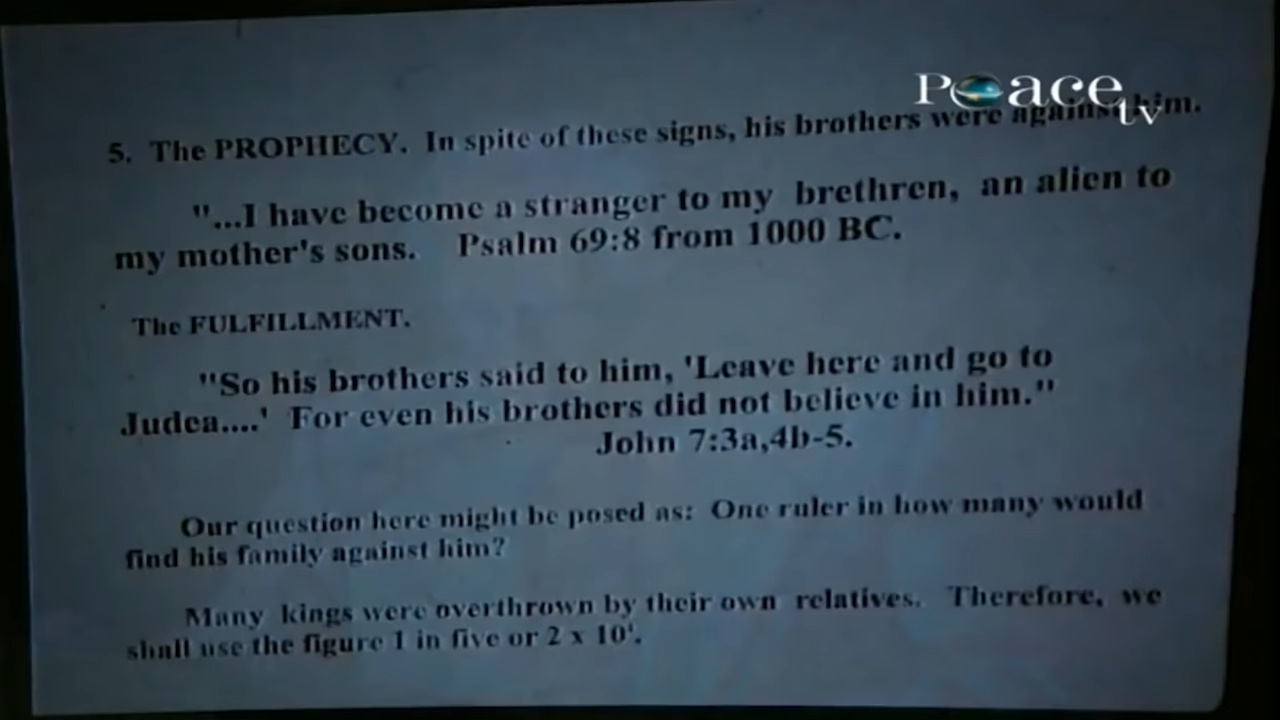 Peace tv
5. The PROPHECY. In spite of these signs, his brothers were against him.
"...I have become a stranger to my brethren, an alien to
my mother's sons. Psalm 69:8 from 1000 BC.
The FULFILLMENT.
"So his brothers said to him, 'Leave here and go to
Judea....' For even his brothers did not believe in him."
John 7:3a,4b-5.
Our question here might be posed as: One ruler in how many would
find his family against him?
Many kings were overthrown by their own relatives. Therefore, we
shall use the figure 1 in five or 2 x 10¹.